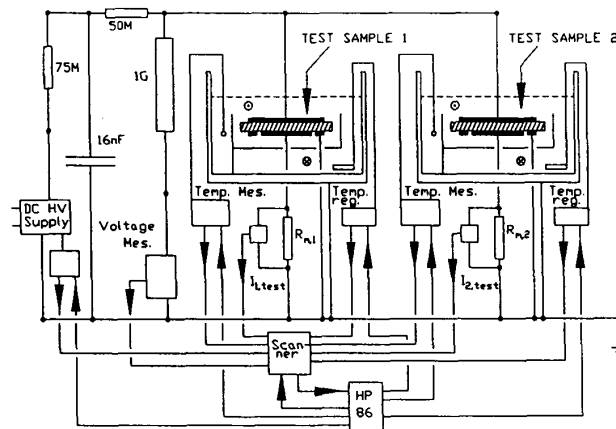 50M
TEST SAMPLE 1
TEST SAMPLE 2
75M
1G
16nF
Temp. Mes.
Temp.
reg.
Temp. Mes.
Temp.
reg.
DC HV
Supply
Voltage
Mes.
Rm1
Rm2
I1,test
I2,test
Scan-
ner
HP
86